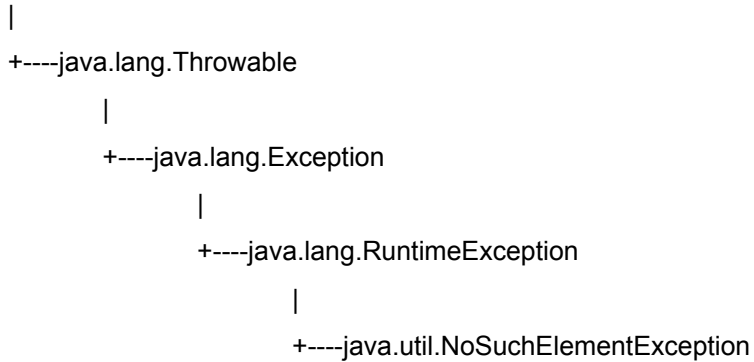 |
+----java.lang.Throwable
|
+----java.lang.Exception
|
+----java.lang.RuntimeException
|
+----java.util.NoSuchElementException